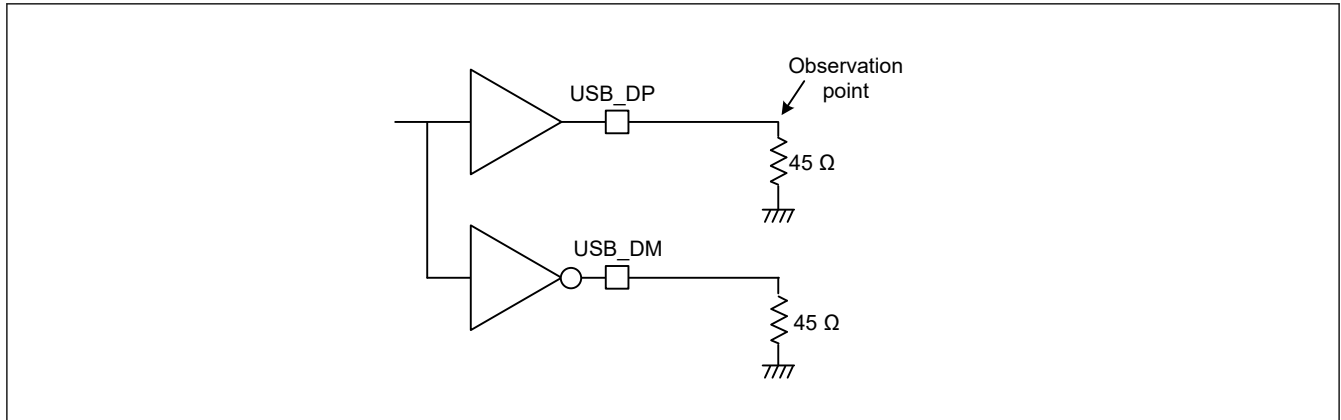 Observation
point
USB_DP
45 Ω
USB_DM
45 Ω